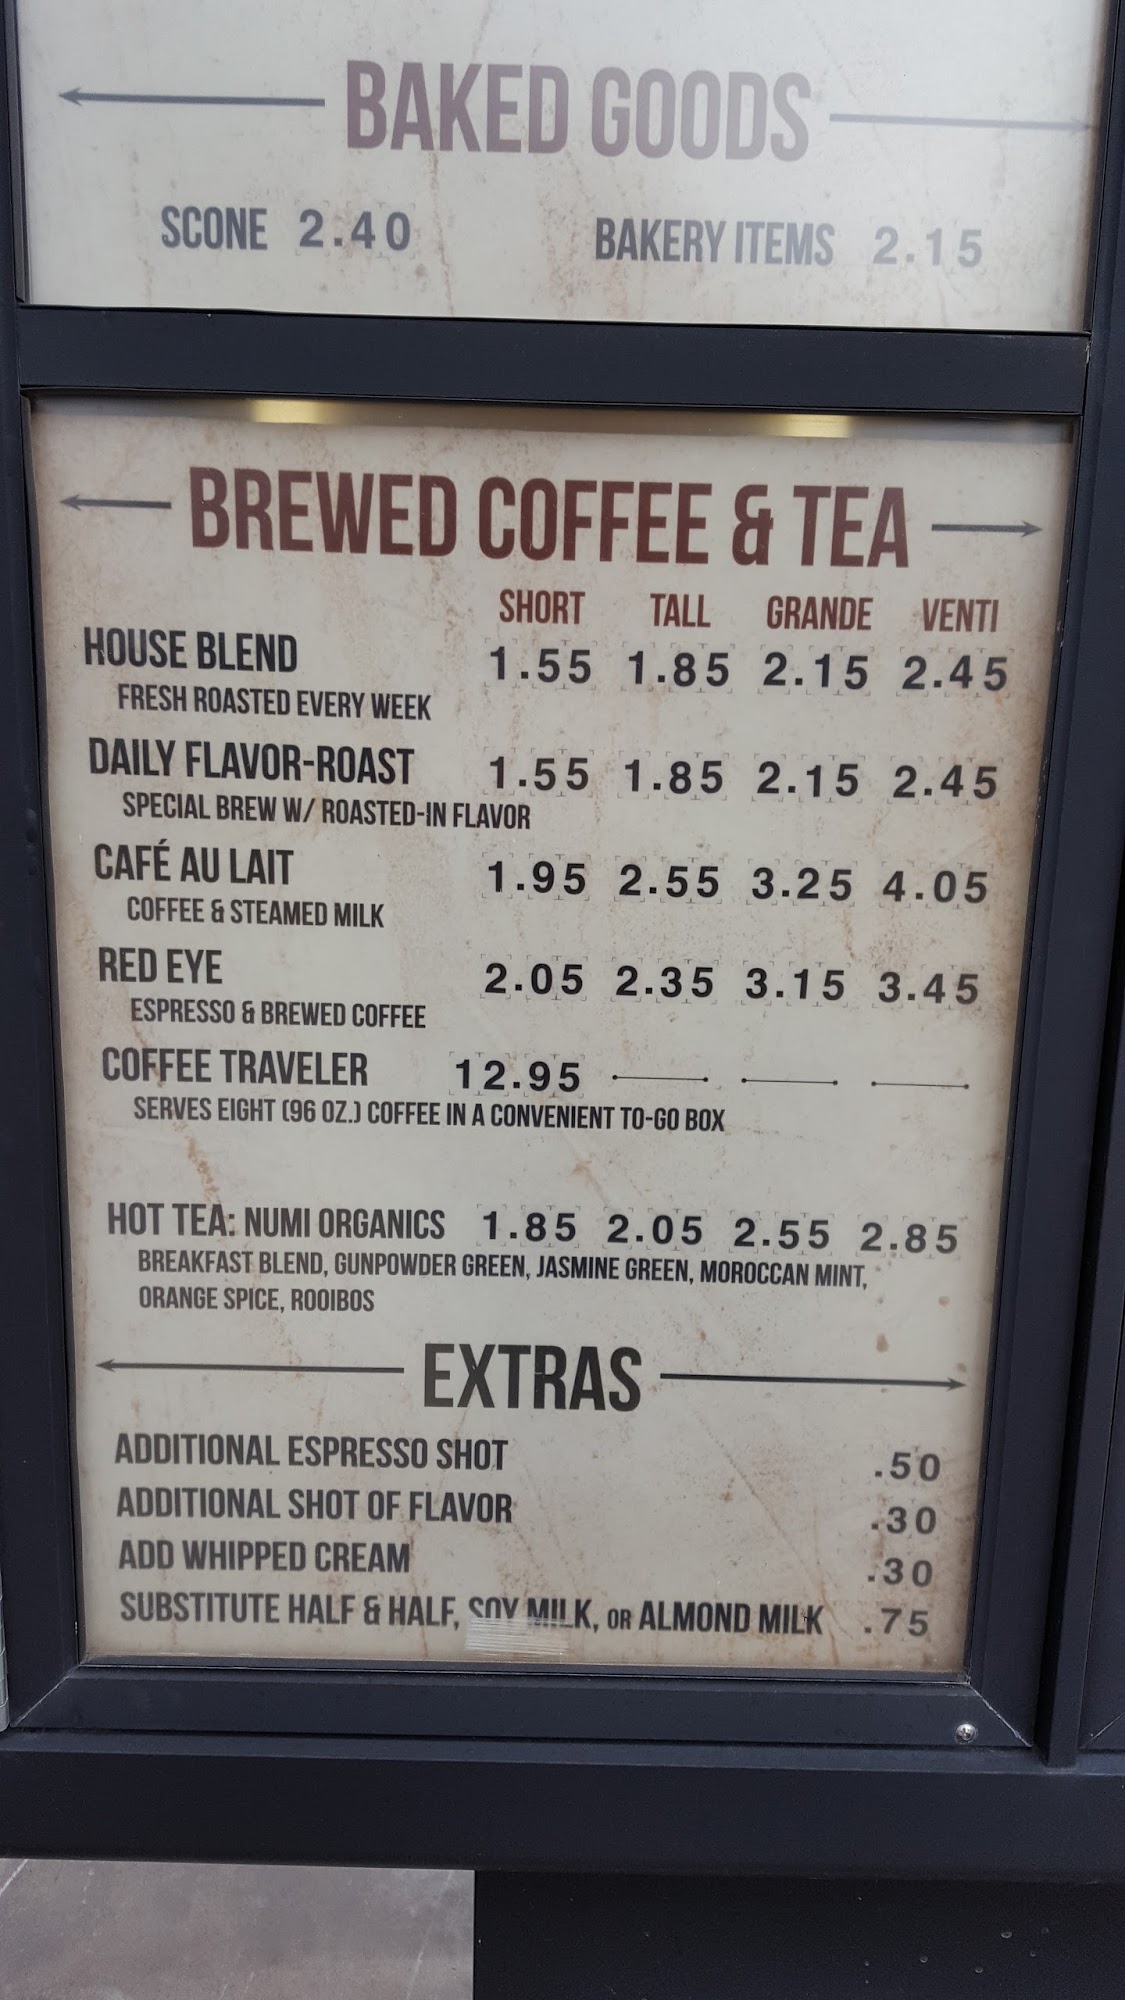 BAKED GOODS
SCONE 2.40 BAKERY ITEMS 2.15
BREWED COFFEE & TEA
SHORT TALL GRANDE VENTI
HOUSE BLEND 1.55 1.85 2.15 2.45
FRESH ROASTED EVERY WEEK
DAILY FLAVOR-ROAST 1.55 1.85 2.15 2.45
SPECIAL BREW W/ ROASTED-IN FLAVOR
CAFÉ AU LAIT 1.95 2.55 3.25 4.05
COFFEE & STEAMED MILK
RED EYE 2.05 2.35 3.15 3.45
ESPRESSO & BREWED COFFEE
COFFEE TRAVELER 12.95
SERVES EIGHT (96 OZ.) COFFEE IN A CONVENIENT TO-GO BOX
HOT TEA: NUMI ORGANICS 1.85 2.05 2.55 2.85
BREAKFAST BLEND, GUNPOWDER GREEN, JASMINE GREEN, MOROCCAN MINT,
ORANGE SPICE, ROOIBOS
EXTRAS
ADDITIONAL ESPRESSO SHOT .50
ADDITIONAL SHOT OF FLAVOR .30
ADD WHIPPED CREAM .30
SUBSTITUTE HALF & HALF, SOY MILK, OR ALMOND MILK .75